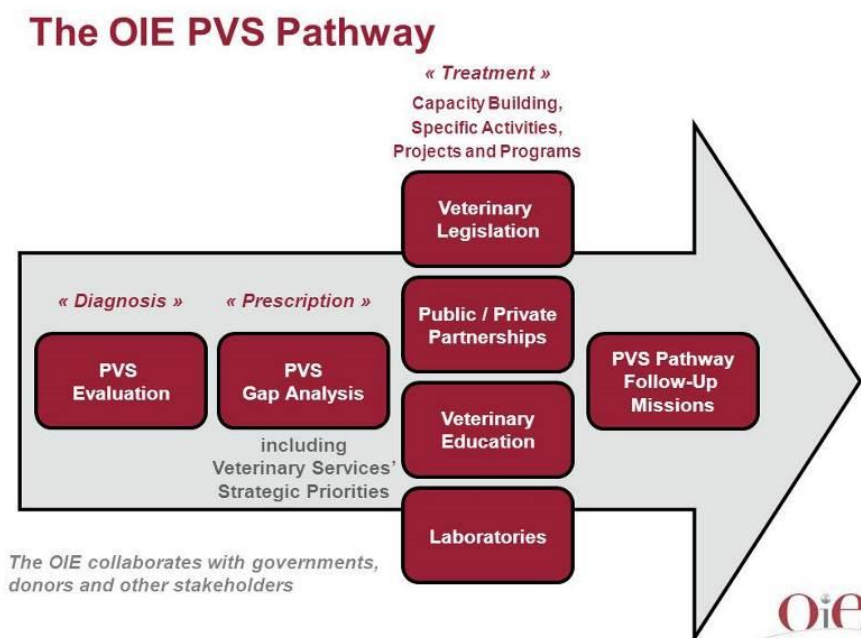 The OIE PVS Pathway
« Treatment »
Capacity Building,
Specific Activities,
Projects and Programs
Veterinary
Legislation
« Diagnosis »
« Prescription »
Public / Private
Partnerships
PVS
Evaluation
PVS
Gap Analysis
PVS Pathway
Follow-Up
Missions
including
Veterinary Services'
Strategic Priorities
Veterinary
Education
Laboratories
The OIE collaborates with governments,
donors and other stakeholders
OiE